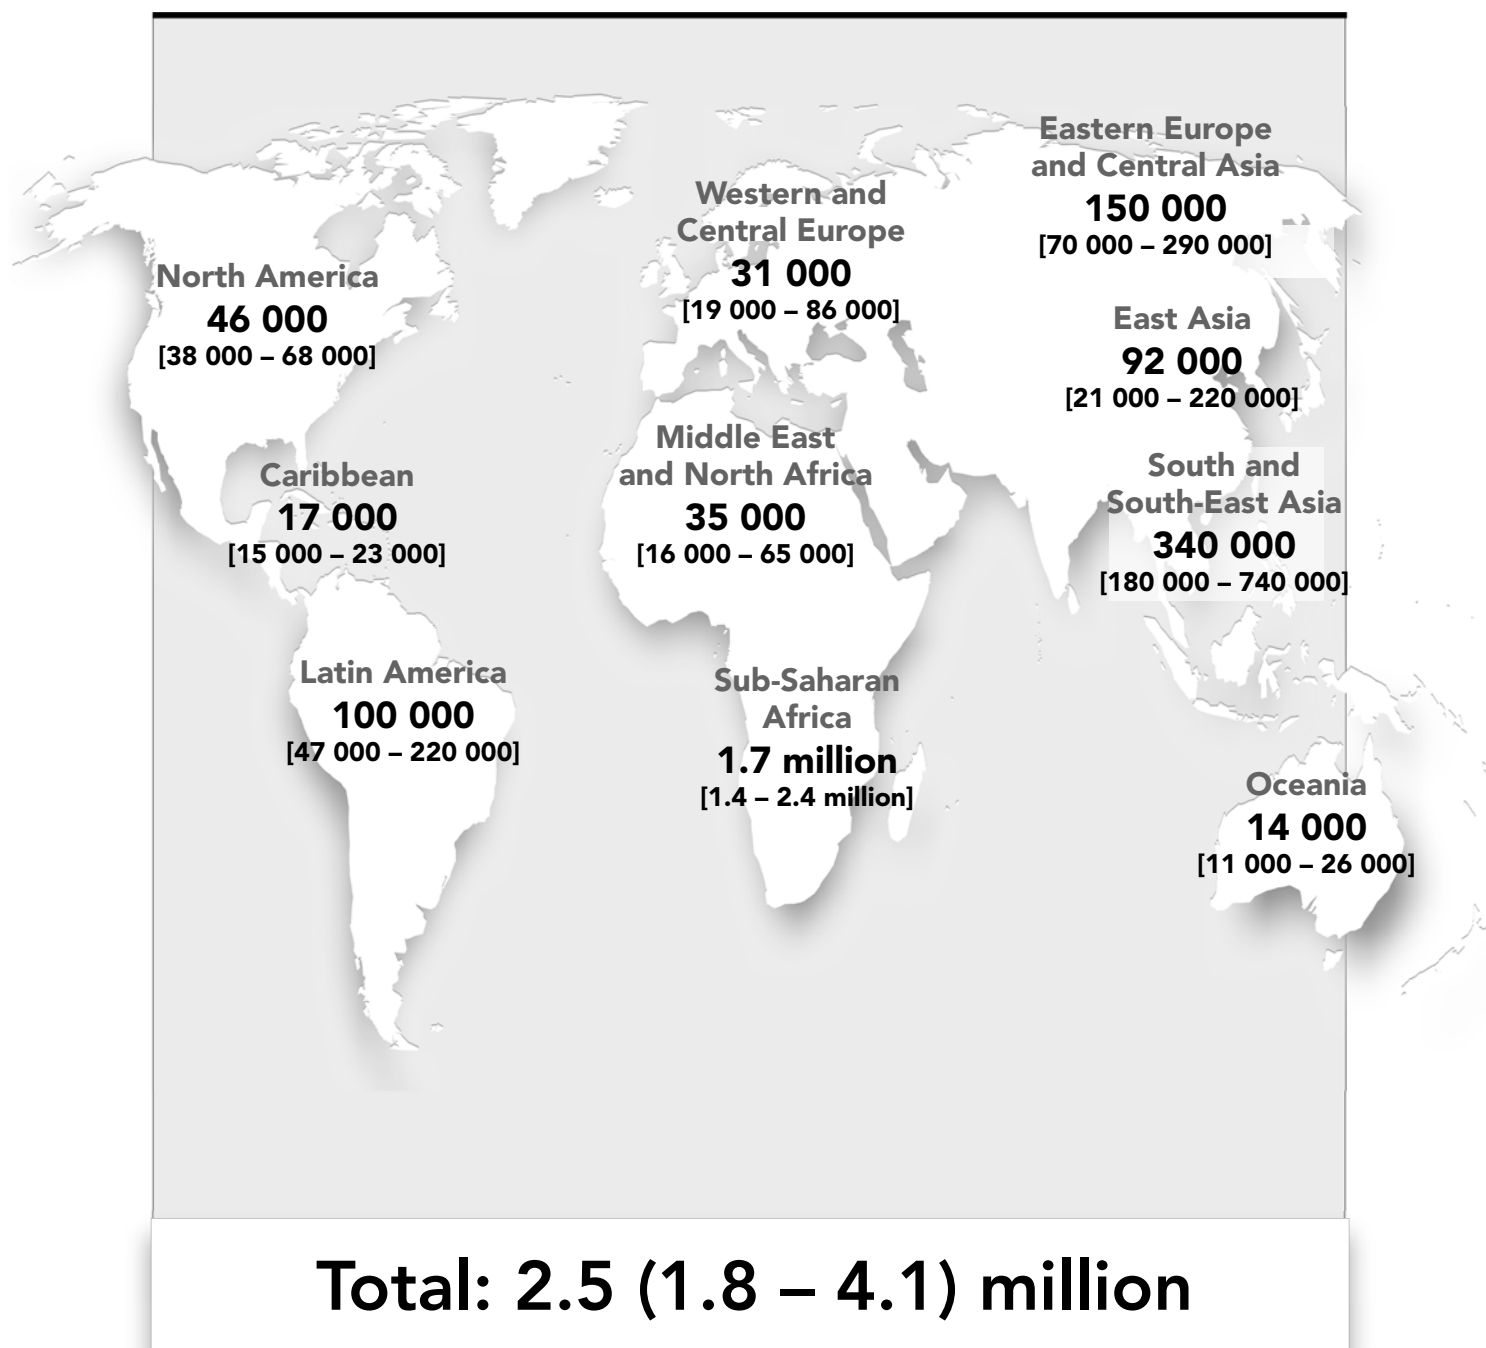 Eastern Europe
and Central Asia
150 000
[70 000 – 290 000]
Western and
Central Europe
31 000
[19 000 – 86 000]
North America
46 000
[38 000 – 68 000]
East Asia
92 000
[21 000 – 220 000]
Middle East
and North Africa
35 000
[16 000 – 65 000]
Caribbean
17 000
[15 000 – 23 000]
South and
South-East Asia
340 000
[180 000 – 740 000]
Latin America
100 000
[47 000 – 220 000]
Sub-Saharan
Africa
1.7 million
[1.4 – 2.4 million]
Oceania
14 000
[11 000 – 26 000]
Total: 2.5 (1.8 – 4.1) million